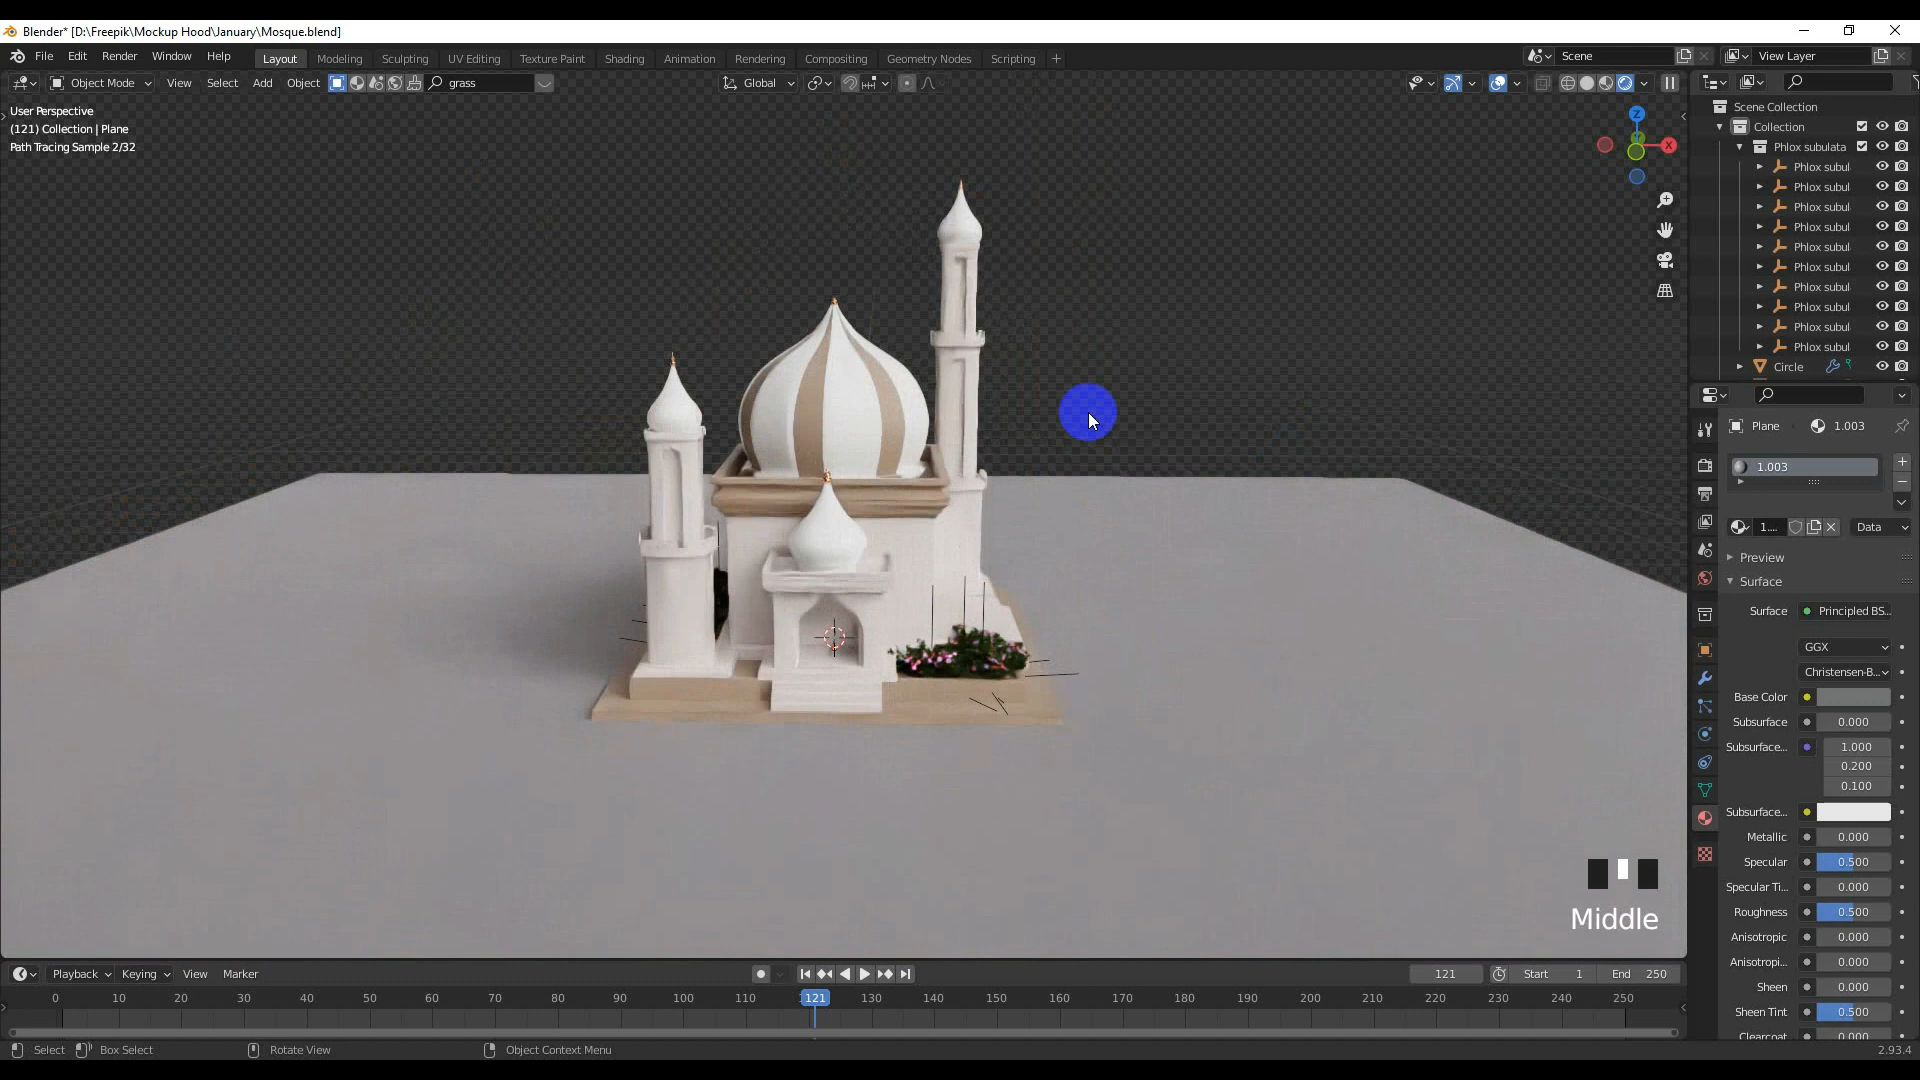 Blender* [D:\Freepik\Mockup Hood\January\Mosque.blend]
File Edit Render Window Help Layout Modeling Sculpting UV Editing Texture Paint Shading Animation Rendering Compositing Geometry Nodes Scripting + Scene View Layer
Object Mode View Select Add Object grass Global
User Perspective
(121) Collection | Plane
Path Tracing Sample 2/32
Z
X
Scene Collection
Collection
Phlox subulata
Phlox subul
Phlox subul
Phlox subul
Phlox subul
Phlox subul
Phlox subul
Phlox subul
Phlox subul
Phlox subul
Phlox subul
Circle
Plane 1.003
1.003
1.... Data
Preview
Surface
Surface Principled BS...
GGX
Christensen-B...
Base Color
Subsurface 0.000
Subsurface... 1.000
0.200
0.100
Subsurface...
Metallic 0.000
Specular 0.500
Specular Ti... 0.000
Roughness 0.500
Anisotropic 0.000
Anisotropi... 0.000
Sheen 0.000
Sheen Tint 0.500
Clearcoat 0.000
Middle
Playback Keying View Marker 121 Start 1 End 250
0 10 20 30 40 50 60 70 80 90 100 110 121 130 140 150 160 170 180 190 200 210 220 230 240 250
Select Box Select Rotate View Object Context Menu 2.93.4